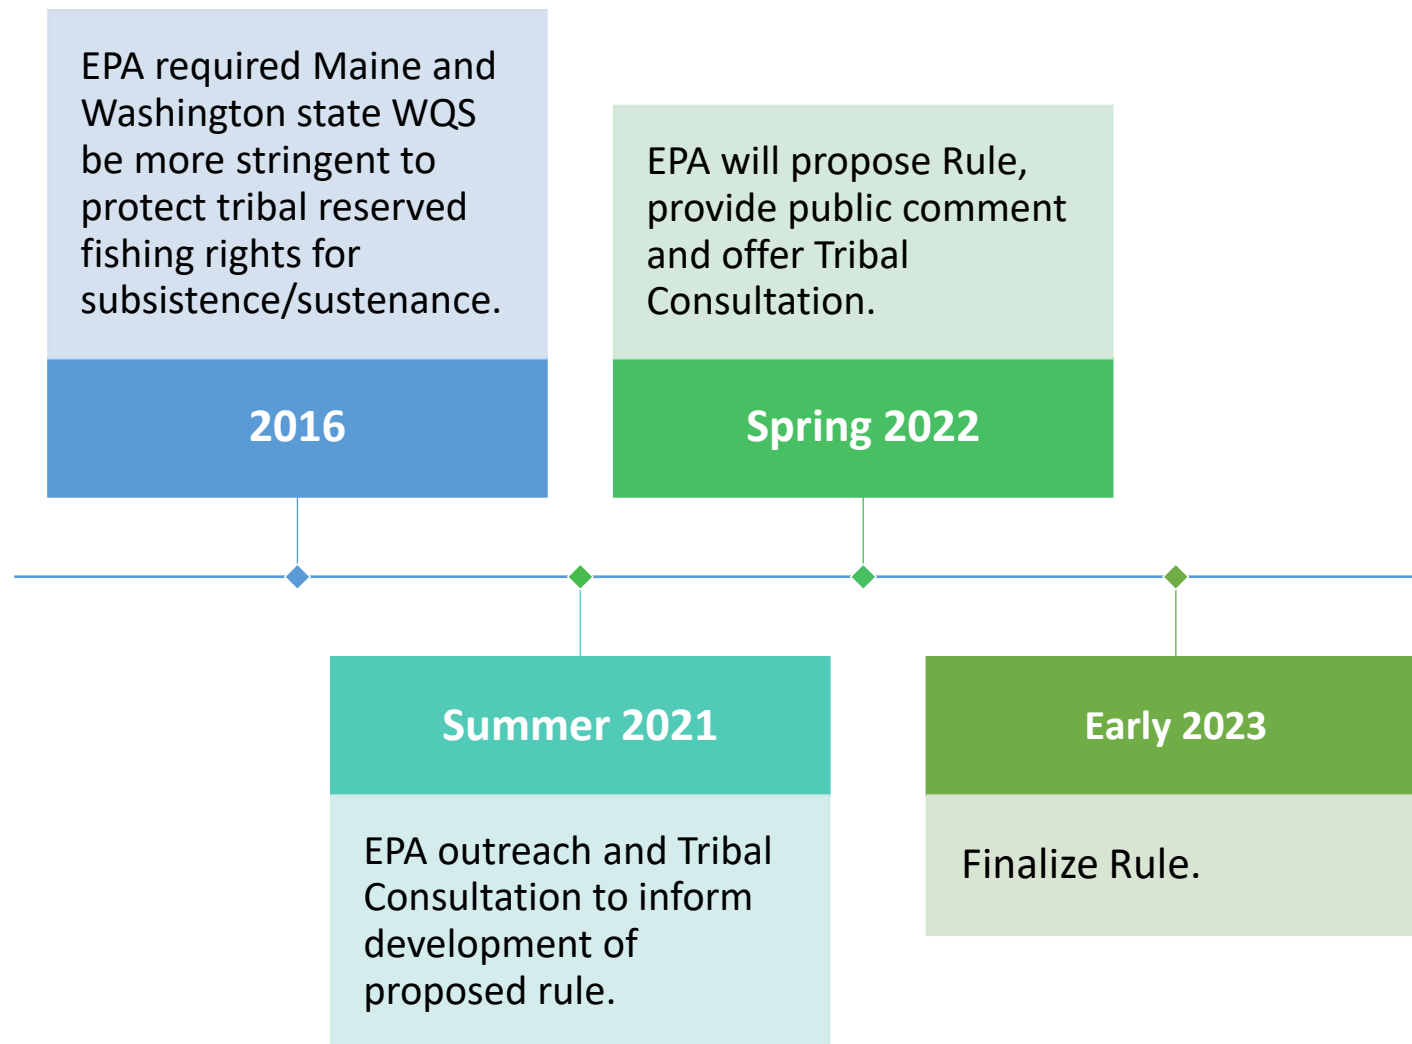 EPA required Maine and
Washington state WQS
be more stringent to
protect tribal reserved
fishing rights for
subsistence/sustenance.
2016
Summer 2021
EPA outreach and Tribal
Consultation to inform
development of
proposed rule.
EPA will propose Rule,
provide public comment
and offer Tribal
Consultation.
Spring 2022
Early 2023
Finalize Rule.